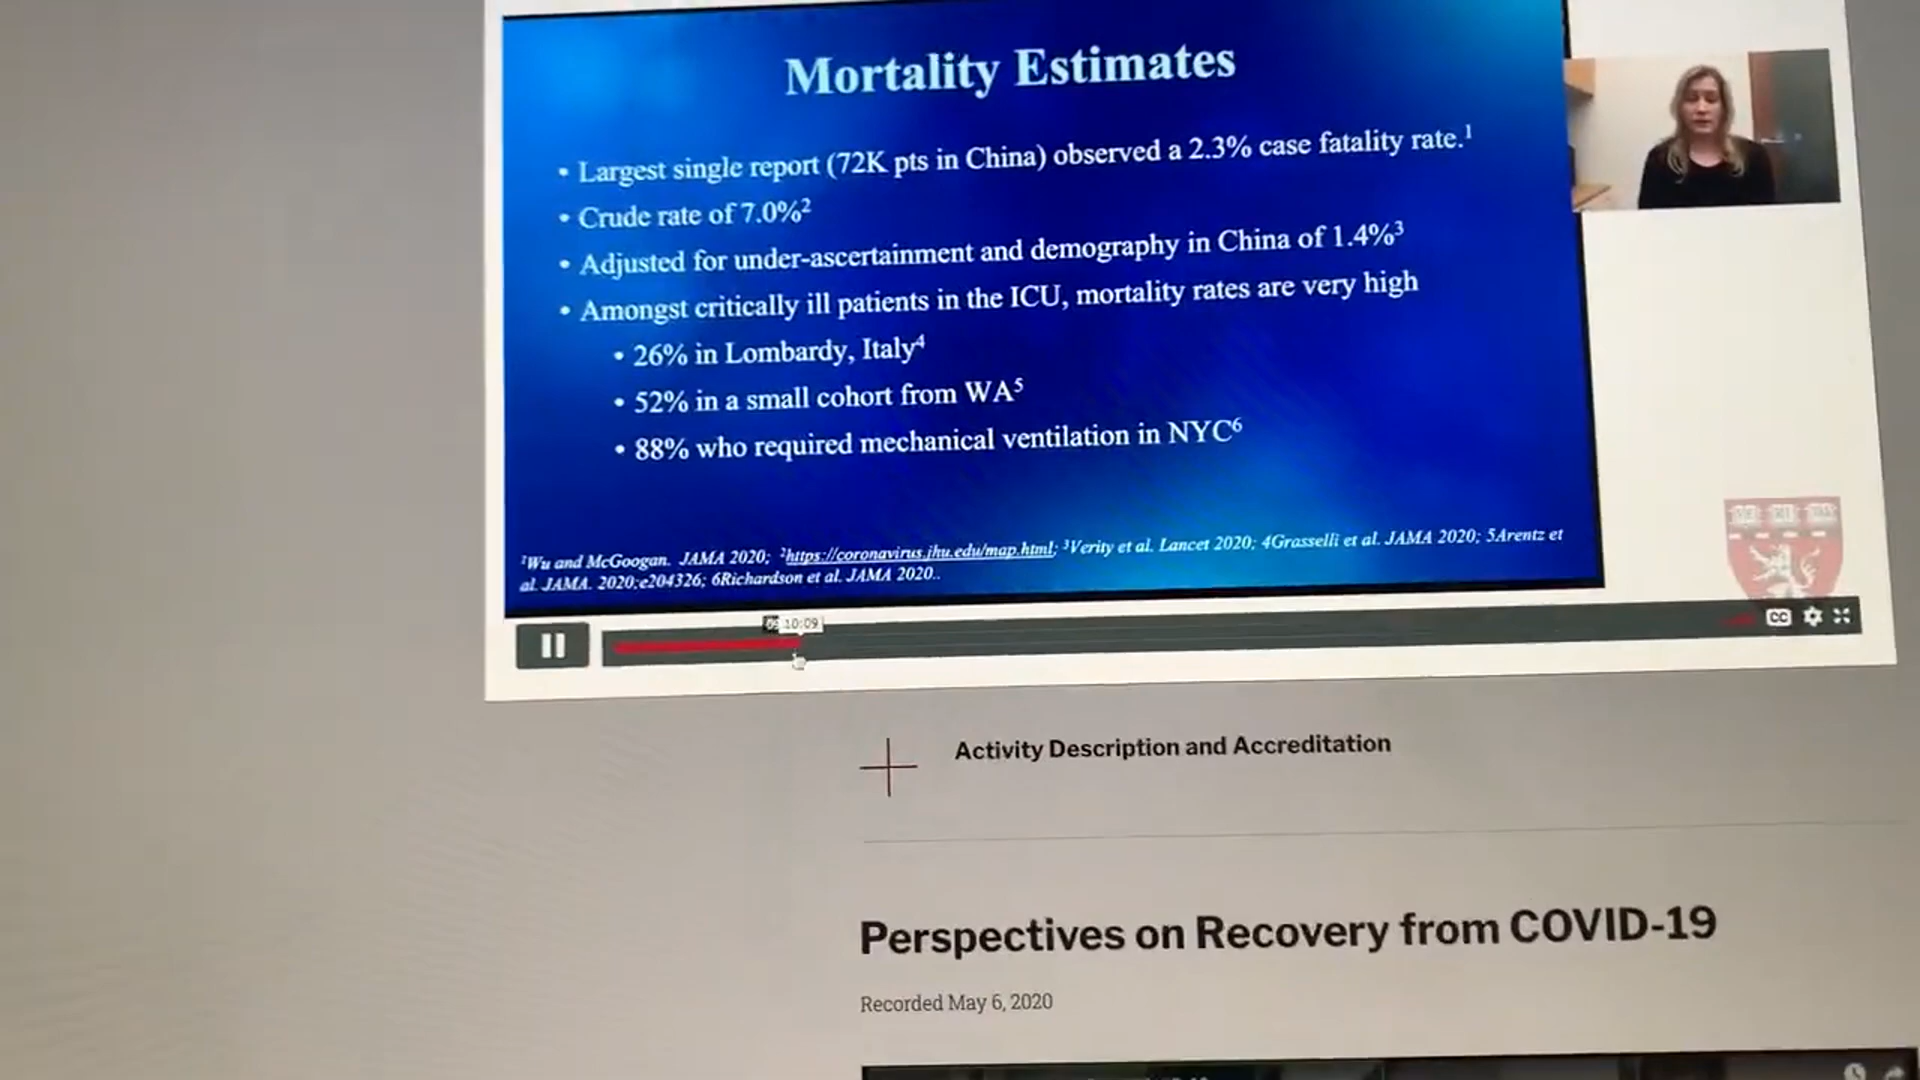 Mortality Estimates
• Largest single report (72K pts in China) observed a 2.3% case fatality rate.1
• Crude rate of 7.0%2
• Adjusted for under-ascertainment and demography in China of 1.4%3
• Amongst critically ill patients in the ICU, mortality rates are very high
• 26% in Lombardy, Italy4
• 52% in a small cohort from WA5
• 88% who required mechanical ventilation in NYC6
1Wu and McGoogan. JAMA 2020; 2https://coronavirus.jhu.edu/map.html; 3Verity et al. Lancet 2020; 4Grasselli et al. JAMA 2020; 5Arentz et
al. JAMA. 2020;e204326; 6Richardson et al. JAMA 2020..
10:09
CC
Activity Description and Accreditation
Perspectives on Recovery from COVID-19
Recorded May 6, 2020